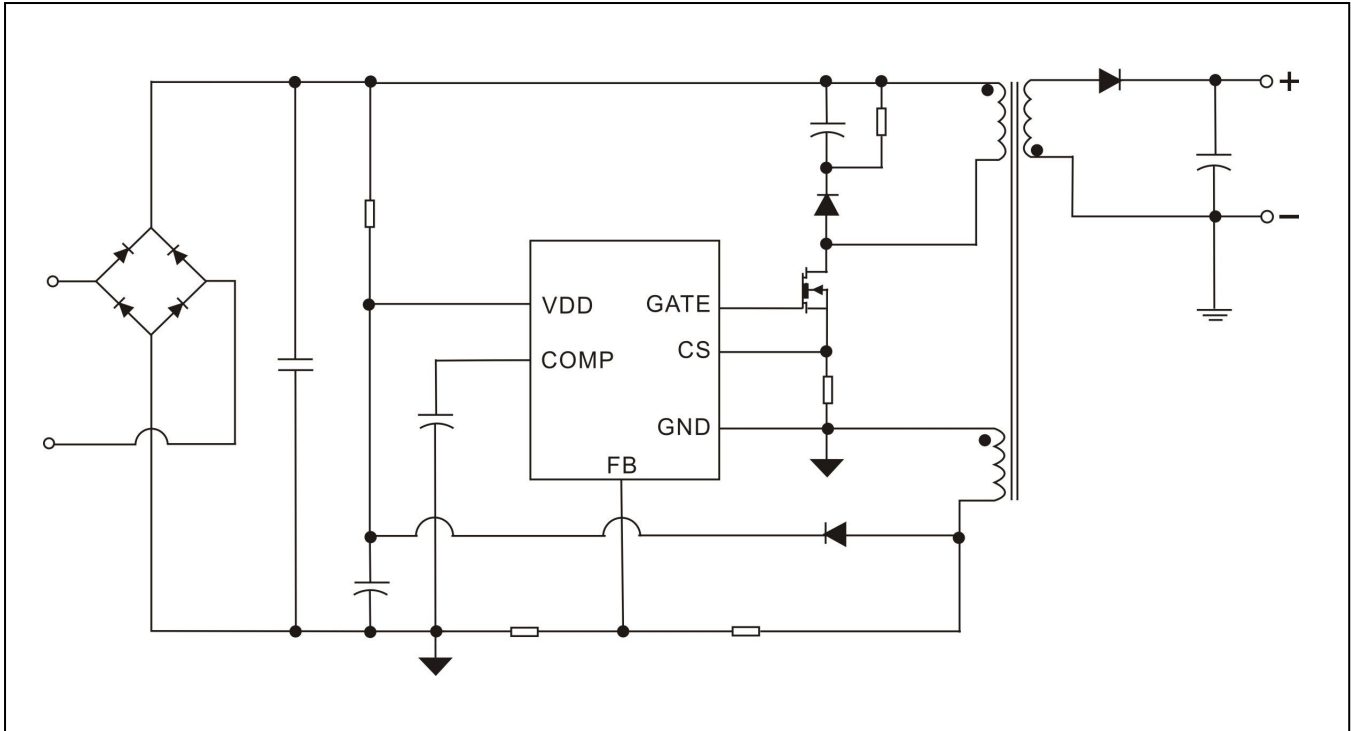 +
−
VDD
GATE
CS
COMP
GND
FB